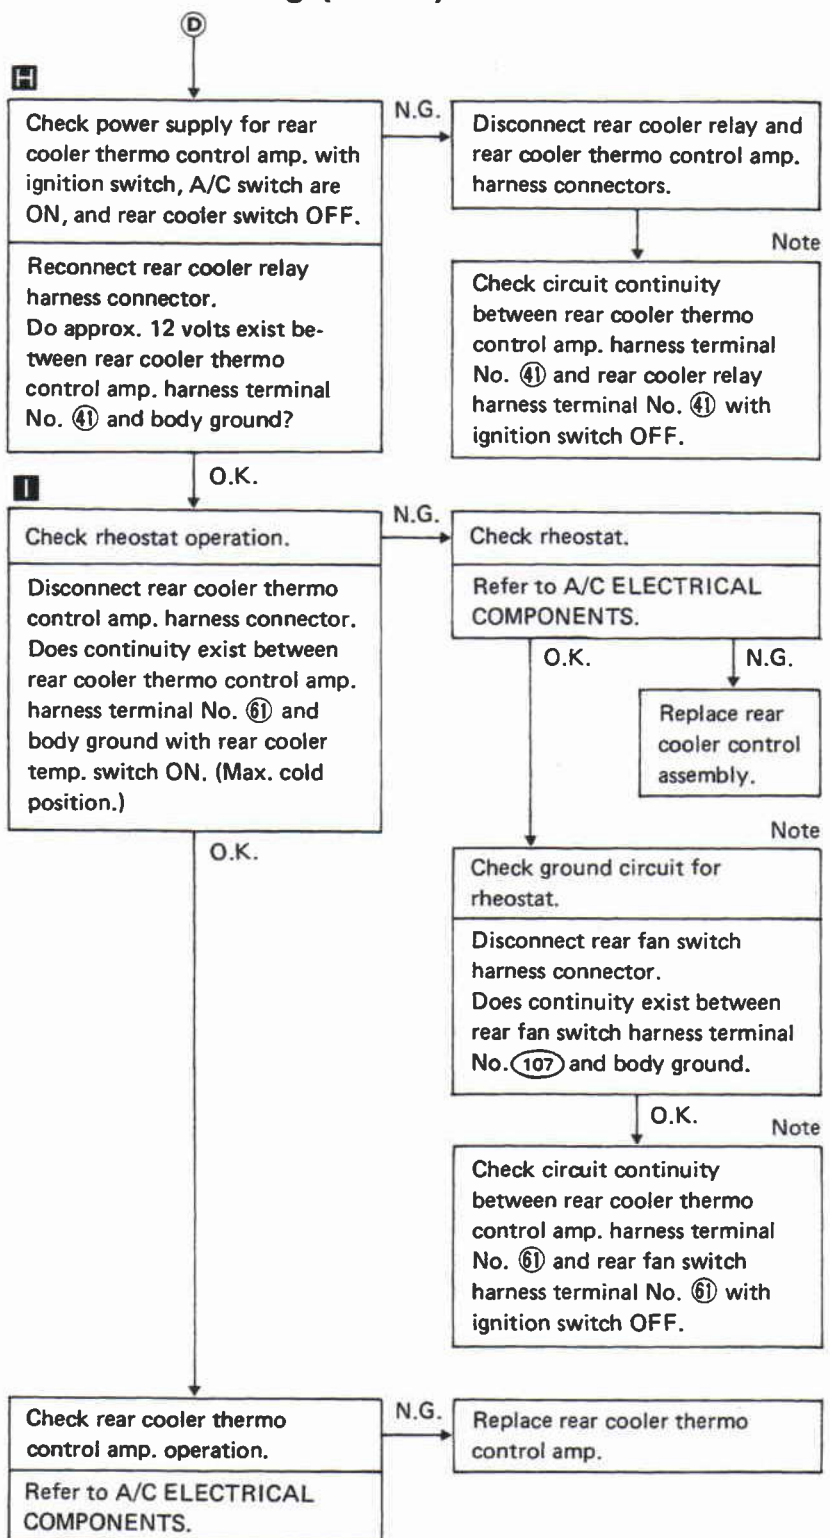 D
H
Check power supply for rear
cooler thermo control amp. with
ignition switch, A/C switch are
ON, and rear cooler switch OFF.
Reconnect rear cooler relay
harness connector.
Do approx. 12 volts exist be-
tween rear cooler thermo
control amp. harness terminal
No. 41 and body ground?
N.G.
Disconnect rear cooler relay and
rear cooler thermo control amp.
harness connectors.
Note
Check circuit continuity
between rear cooler thermo
control amp. harness terminal
No. 41 and rear cooler relay
harness terminal No. 41 with
ignition switch OFF.
O.K.
I
Check rheostat operation.
Disconnect rear cooler thermo
control amp. harness connector.
Does continuity exist between
rear cooler thermo control amp.
harness terminal No. 61 and
body ground with rear cooler
temp. switch ON. (Max. cold
position.)
N.G.
Check rheostat.
Refer to A/C ELECTRICAL
COMPONENTS.
O.K.
N.G.
Replace rear
cooler control
assembly.
Note
Check ground circuit for
rheostat.
Disconnect rear fan switch
harness connector.
Does continuity exist between
rear fan switch harness terminal
No. 107 and body ground.
O.K.
Note
Check circuit continuity
between rear cooler thermo
control amp. harness terminal
No. 61 and rear fan switch
harness terminal No. 61 with
ignition switch OFF.
O.K.
Check rear cooler thermo
control amp. operation.
Refer to A/C ELECTRICAL
COMPONENTS.
N.G.
Replace rear cooler thermo
control amp.